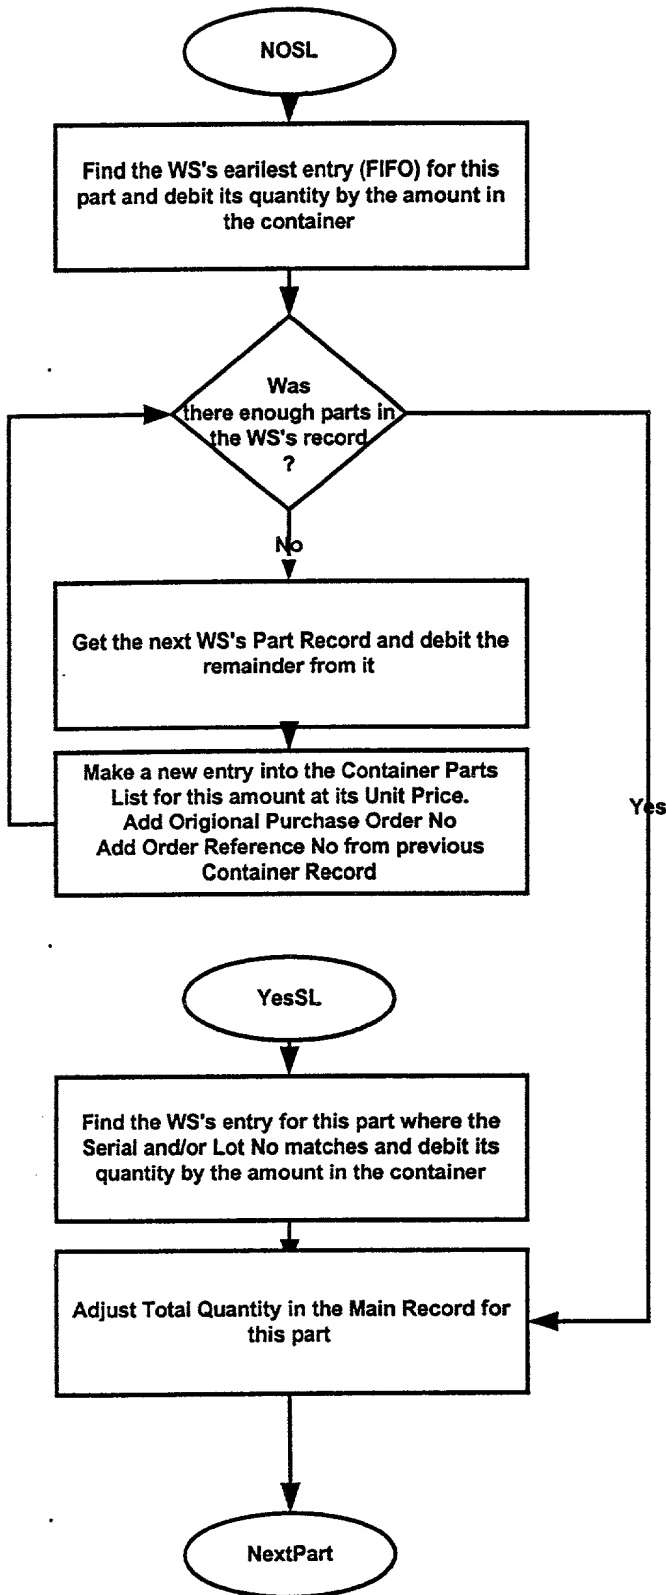 NOSL
Find the WS's earilest entry (FIFO) for this
part and debit its quantity by the amount in
the container
Was
there enough parts in
the WS's record
?
No
Get the next WS's Part Record and debit the
remainder from it
Make a new entry into the Container Parts
List for this amount at its Unit Price.
Add Origional Purchase Order No
Add Order Reference No from previous
Container Record
Yes
YesSL
Find the WS's entry for this part where the
Serial and/or Lot No matches and debit its
quantity by the amount in the container
Adjust Total Quantity in the Main Record for
this part
NextPart